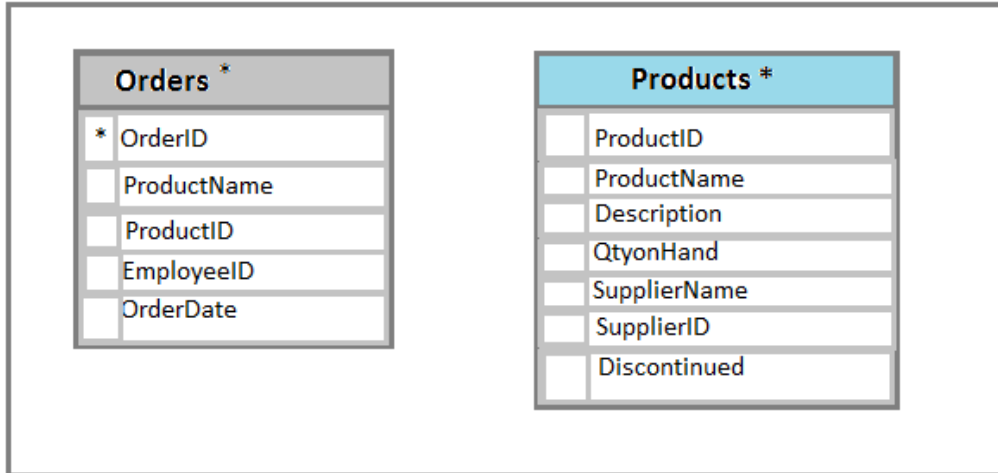 Orders *
* OrderID
ProductName
ProductID
EmployeeID
OrderDate
Products *
ProductID
ProductName
Description
QtyonHand
SupplierName
SupplierID
Discontinued